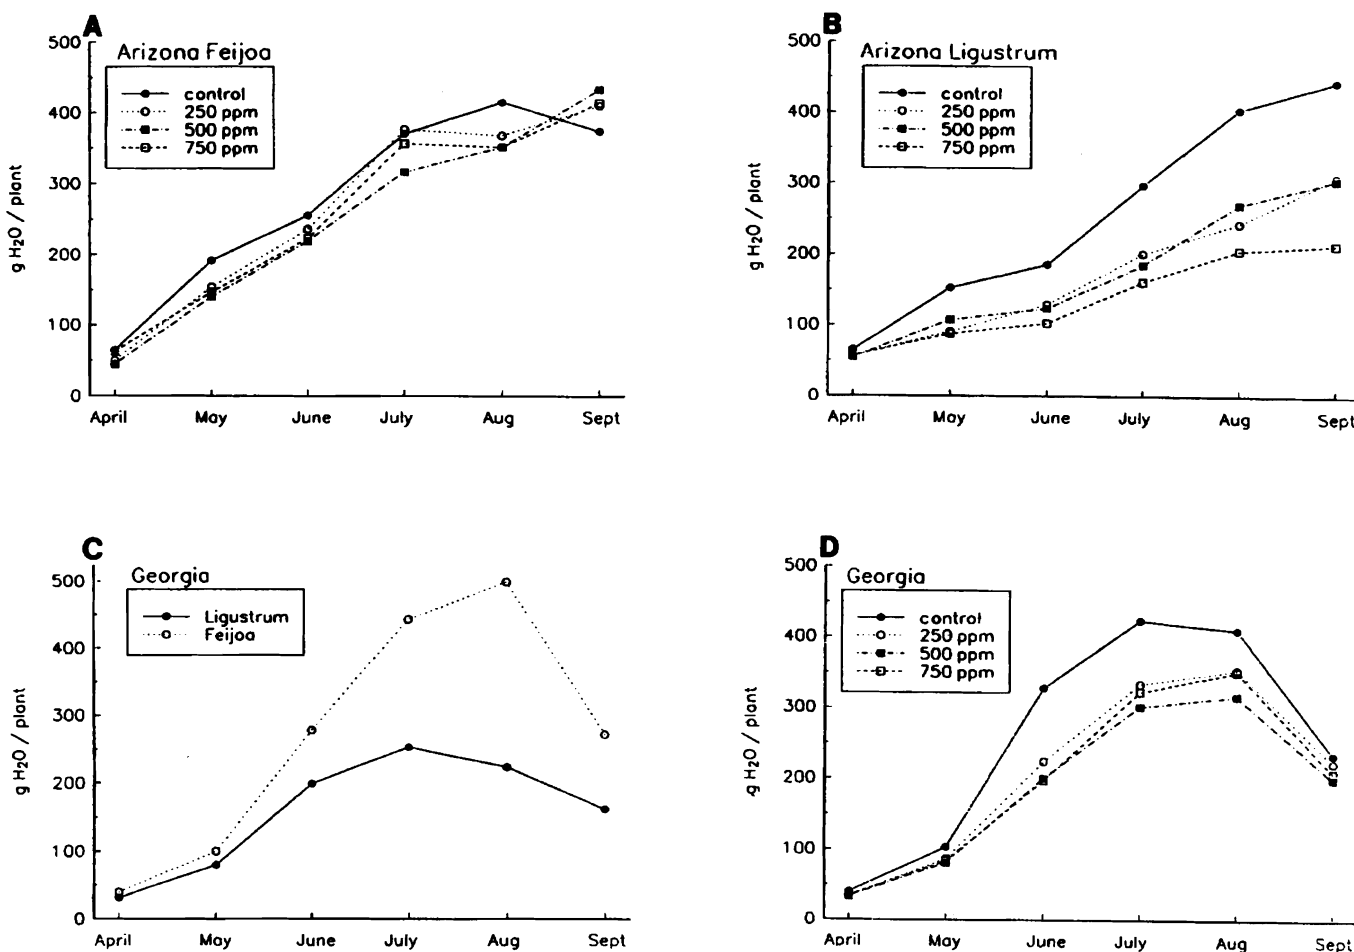 A
Arizona Feijoa
control
250 ppm
500 ppm
750 ppm
500
400
300
200
100
0
g H₂O / plant
April May June July Aug Sept
B
Arizona Ligustrum
control
250 ppm
500 ppm
750 ppm
500
400
300
200
100
0
g H₂O / plant
April May June July Aug Sept
C
Georgia
Ligustrum
Feijoa
500
400
300
200
100
0
g H₂O / plant
April May June July Aug Sept
D
Georgia
control
250 ppm
500 ppm
750 ppm
500
400
300
200
100
0
g H₂O / plant
April May June July Aug Sept